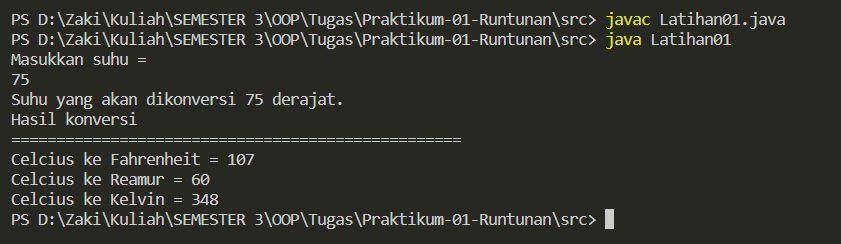 PS D:\Zaki\Kuliah\SEMESTER 3\OOP\Tugas\Praktikum-01-Runtunan\src> javac Latihan01.java
PS D:\Zaki\Kuliah\SEMESTER 3\OOP\Tugas\Praktikum-01-Runtunan\src> java Latihan01
Masukkan suhu =
75
Suhu yang akan dikonversi 75 derajat.
Hasil konversi
==================================================
Celcius ke Fahrenheit = 107
Celcius ke Reamur = 60
Celcius ke Kelvin = 348
PS D:\Zaki\Kuliah\SEMESTER 3\OOP\Tugas\Praktikum-01-Runtunan\src>